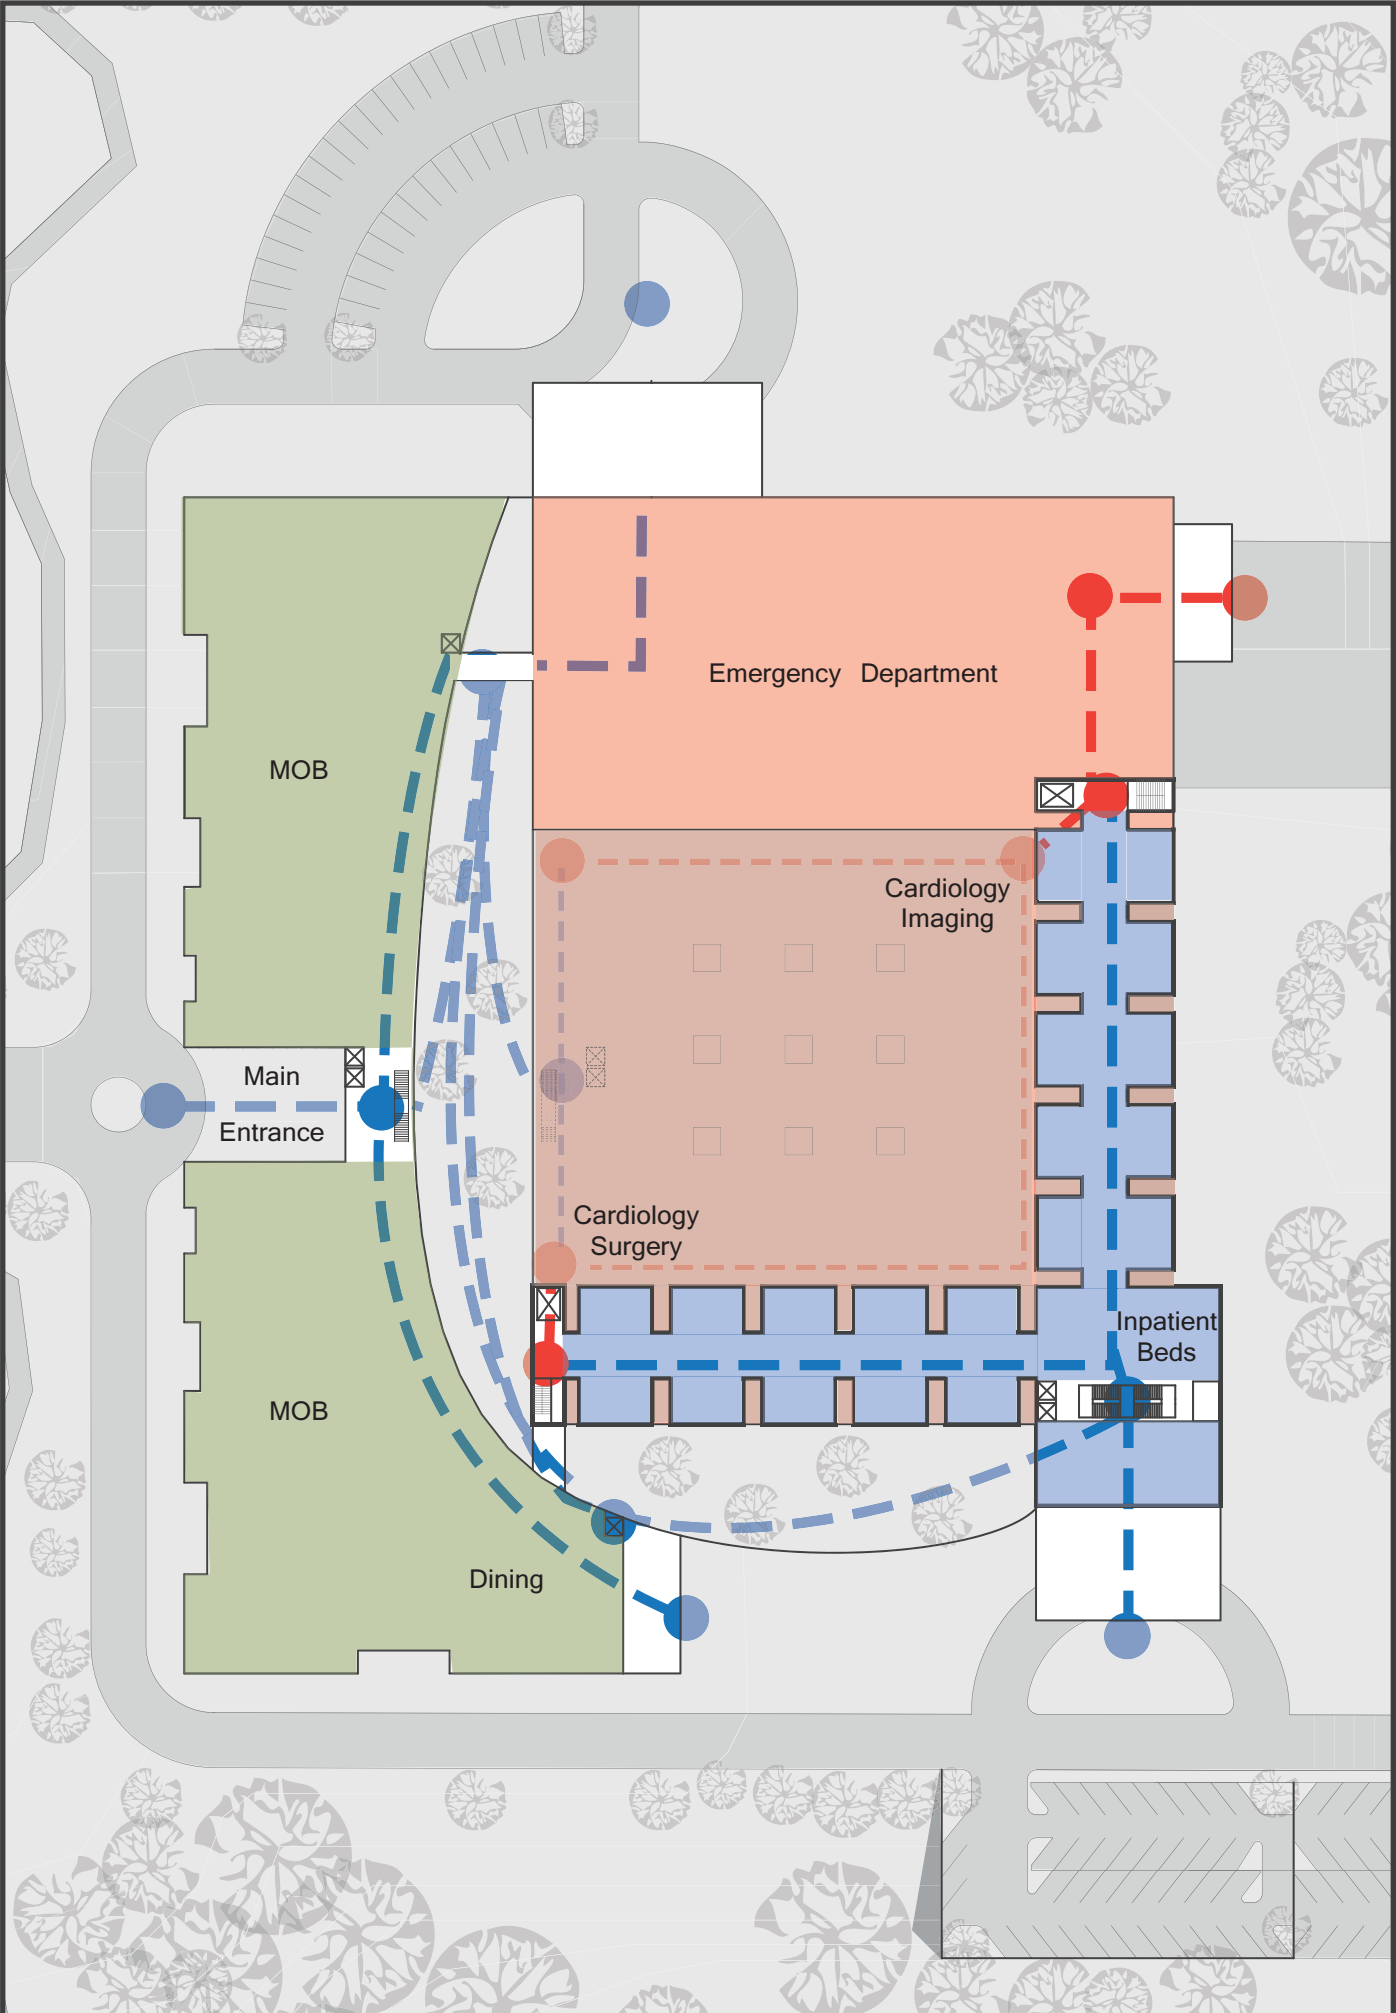 Emergency Department
MOB
Cardiology
Imaging
Main
Entrance
Cardiology
Surgery
Inpatient
Beds
MOB
Dining